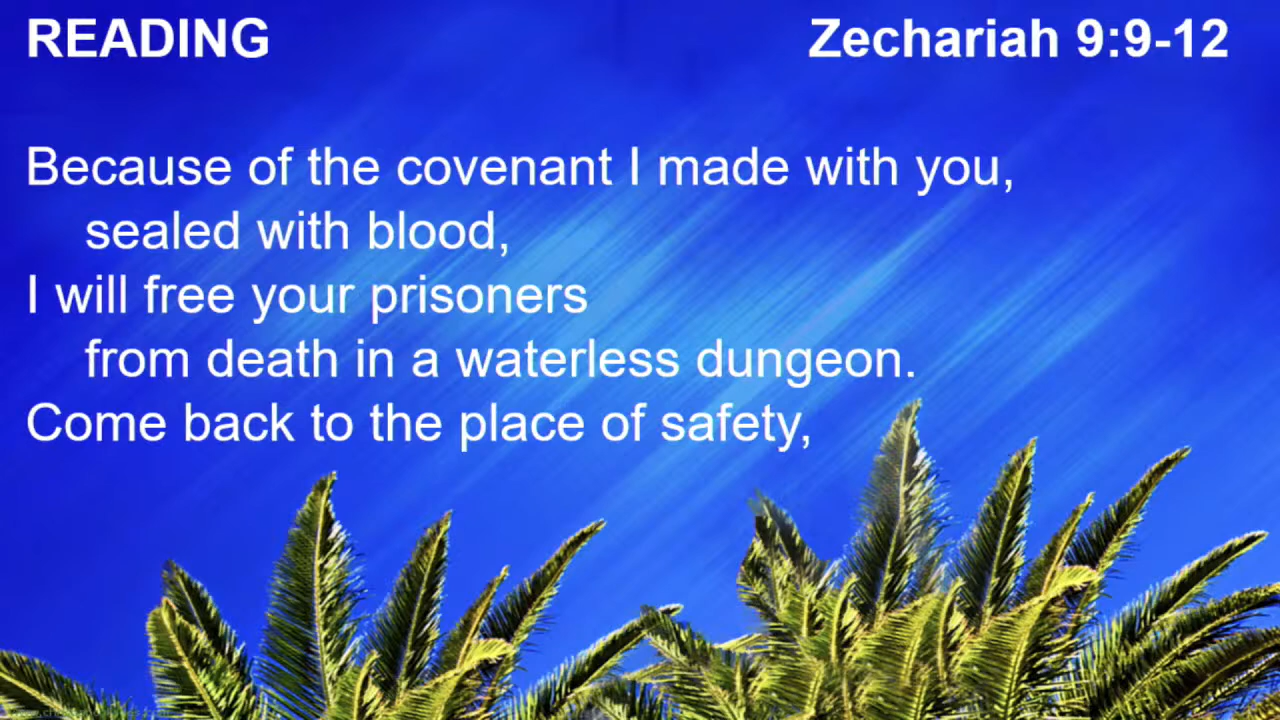 READING Zechariah 9:9-12
Because of the covenant I made with you,
sealed with blood,
I will free your prisoners
from death in a waterless dungeon.
Come back to the place of safety,